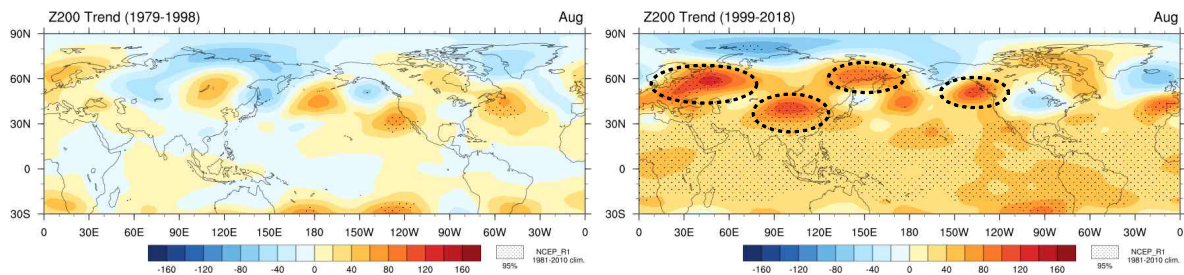 Z200 Trend (1979-1998) Aug
90N
60N
30N
0
30S
0 30E 60E 90E 120E 150E 180 150W 120W 90W 60W 30W 0
-160 -120 -80 -40 0 40 80 120 160
NCEP_R1
1981-2010 clim.
95%
Z200 Trend (1999-2018) Aug
90N
60N
30N
0
30S
0 30E 60E 90E 120E 150E 180 150W 120W 90W 60W 30W 0
-160 -120 -80 -40 0 40 80 120 160
NCEP_R1
1981-2010 clim.
95%